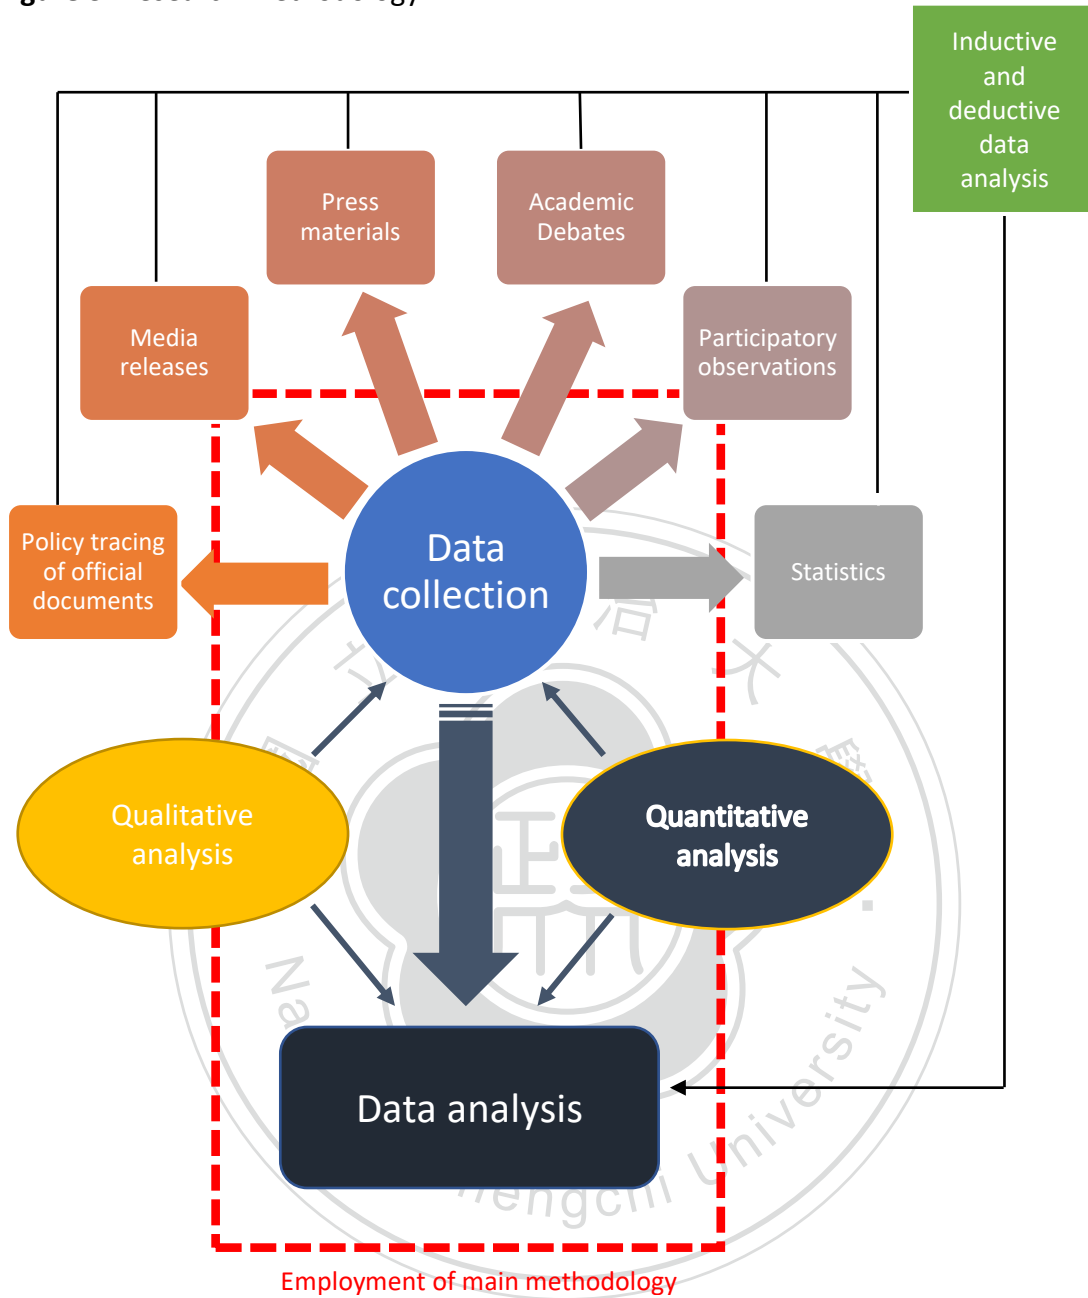 Inductive
and
deductive
data
analysis
Press
materials
Academic
Debates
Media
releases
Participatory
observations
Policy tracing
of official
documents
Data
collection
Statistics
Qualitative
analysis
Quantitative
analysis
Data analysis
University
Employment of main methodology